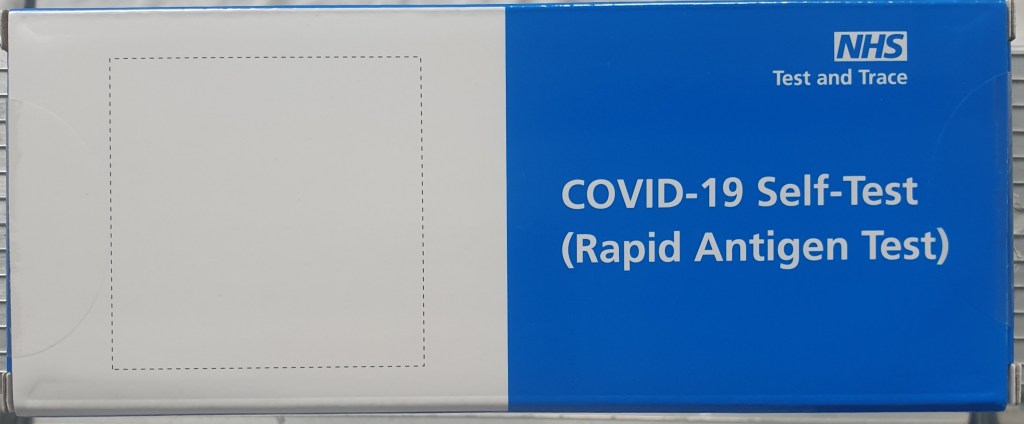 NHS
Test and Trace
COVID-19 Self-Test
(Rapid Antigen Test)